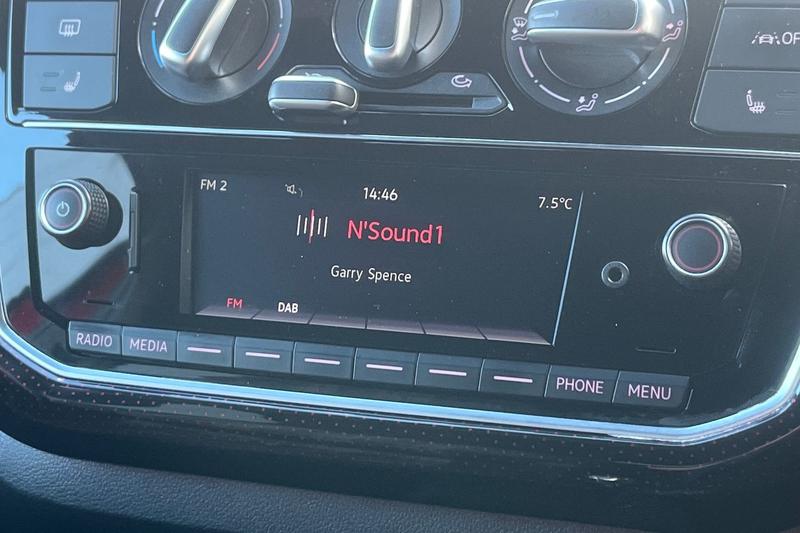 OFF
FM 2
14:46
7.5°C
N'Sound1
Garry Spence
FM
DAB
RADIO
MEDIA
PHONE
MENU